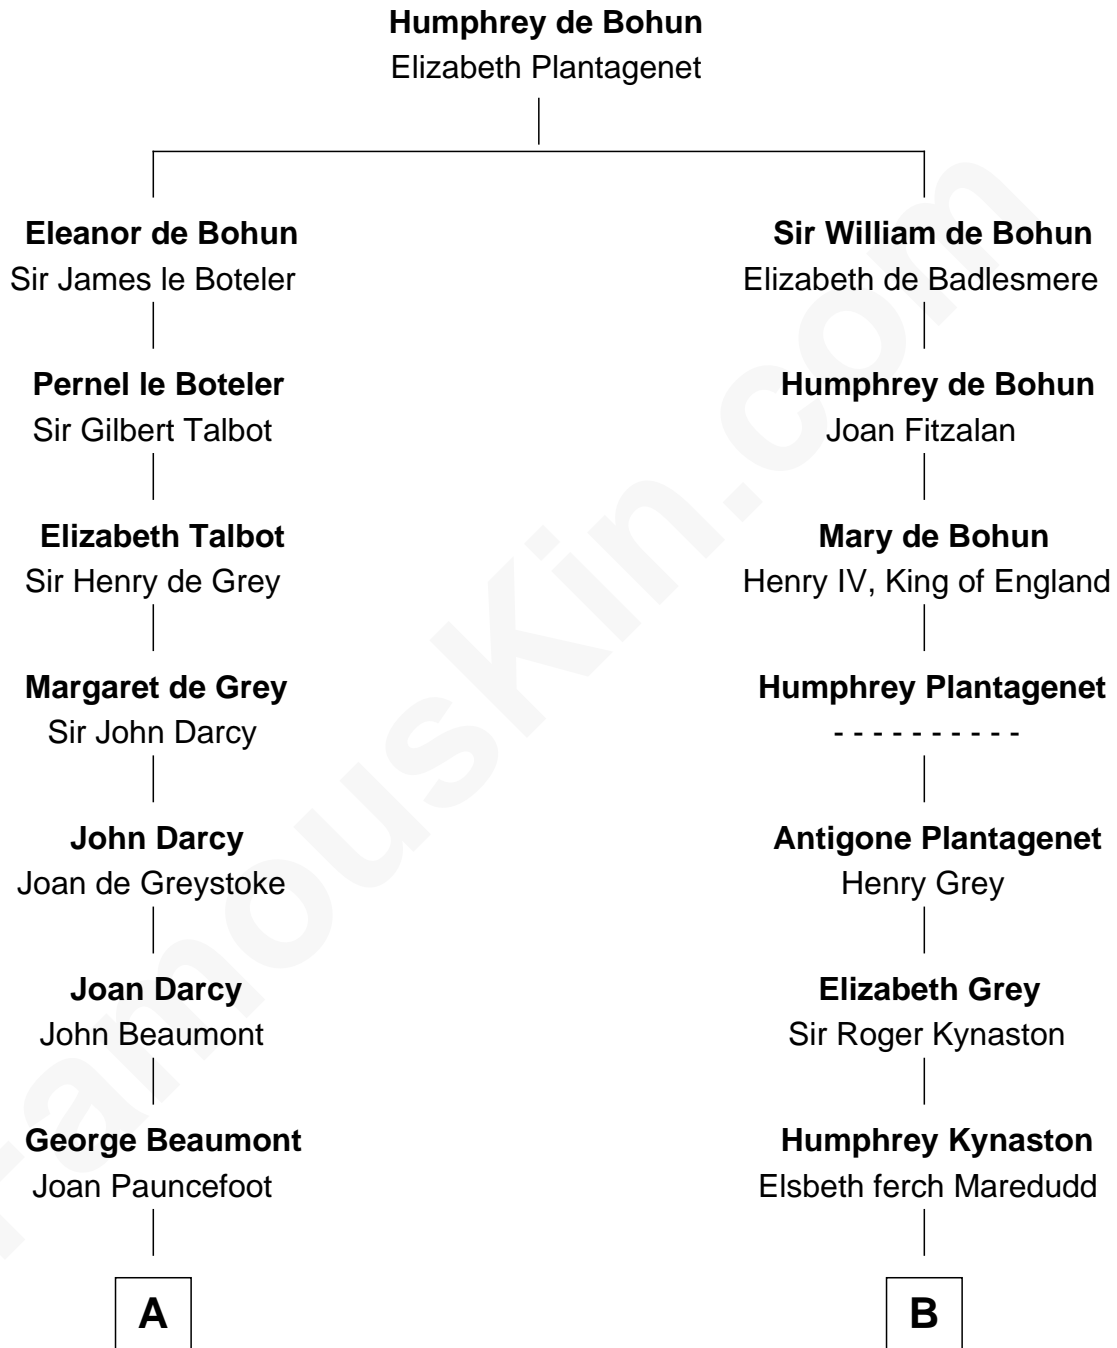 Humphrey de Bohun
Elizabeth Plantagenet
Eleanor de Bohun
Sir James le Boteler
Pernel le Boteler
Sir Gilbert Talbot
Elizabeth Talbot
Sir Henry de Grey
Margaret de Grey
Sir John Darcy
John Darcy
Joan de Greystoke
Joan Darcy
John Beaumont
George Beaumont
Joan Pauncefoot
A
Sir William de Bohun
Elizabeth de Badlesmere
Humphrey de Bohun
Joan Fitzalan
Mary de Bohun
Henry IV, King of England
Humphrey Plantagenet
- - - - - - - - - -
Antigone Plantagenet
Henry Grey
Elizabeth Grey
Sir Roger Kynaston
Humphrey Kynaston
Elsbeth ferch Maredudd
B
FamousKin.com